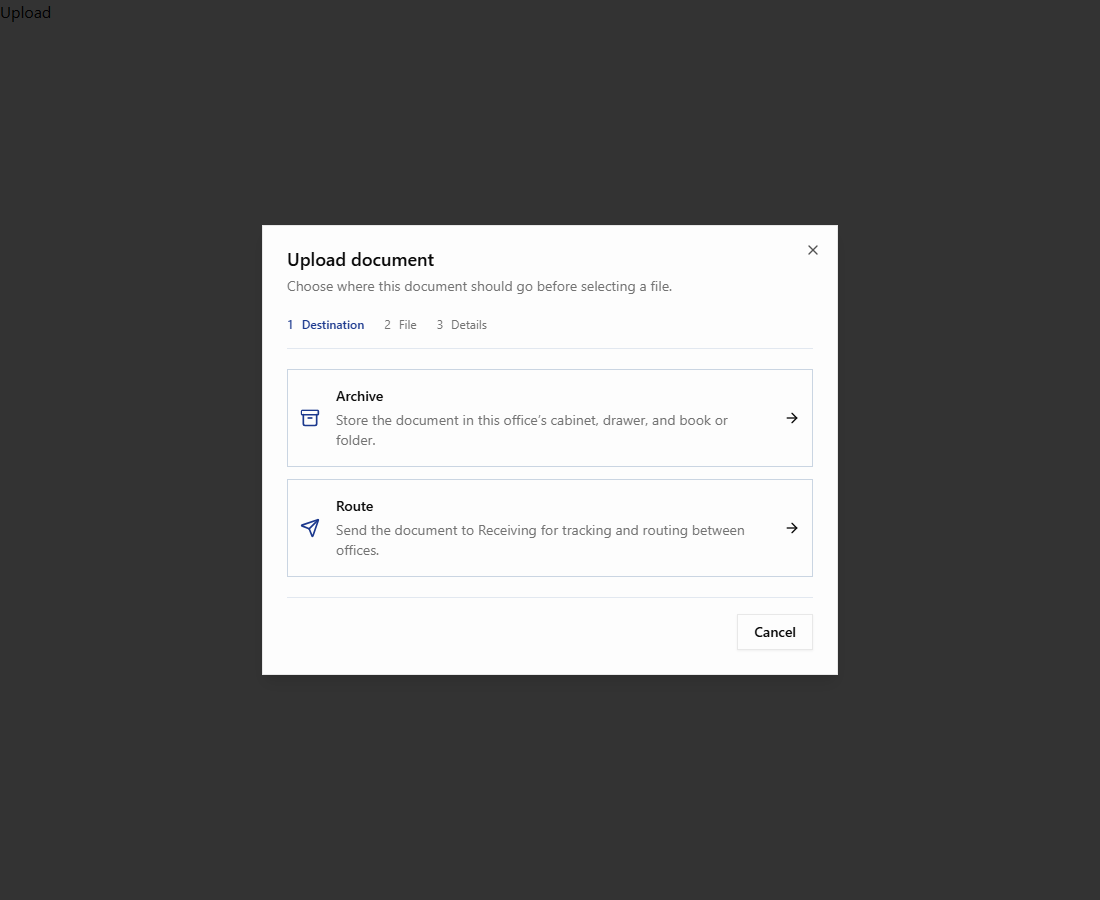 Upload
Upload document
Choose where this document should go before selecting a file.
1 Destination 2 File 3 Details
Archive
Store the document in this office's cabinet, drawer, and book or
folder.
Route
Send the document to Receiving for tracking and routing between
offices.
Cancel